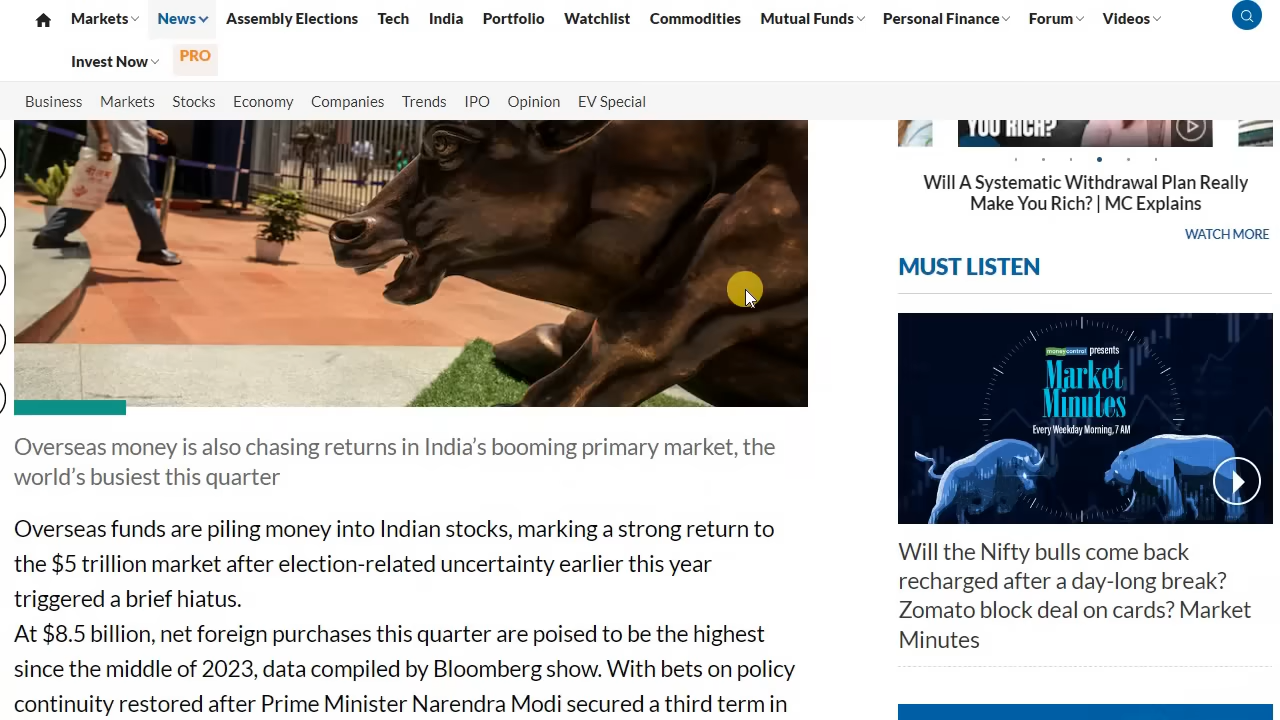 Markets News Assembly Elections Tech India Portfolio Watchlist Commodities Mutual Funds Personal Finance Forum Videos
Invest Now PRO
Business Markets Stocks Economy Companies Trends IPO Opinion EV Special
YOU RICH?
Will A Systematic Withdrawal Plan Really
Make You Rich? | MC Explains
WATCH MORE
MUST LISTEN
moneycontrol presents
Market
Minutes
Every Weekday Morning, 7 AM
Will the Nifty bulls come back
recharged after a day-long break?
Zomato block deal on cards? Market
Minutes
Overseas money is also chasing returns in India’s booming primary market, the
world’s busiest this quarter
Overseas funds are piling money into Indian stocks, marking a strong return to
the $5 trillion market after election-related uncertainty earlier this year
triggered a brief hiatus.
At $8.5 billion, net foreign purchases this quarter are poised to be the highest
since the middle of 2023, data compiled by Bloomberg show. With bets on policy
continuity restored after Prime Minister Narendra Modi secured a third term in